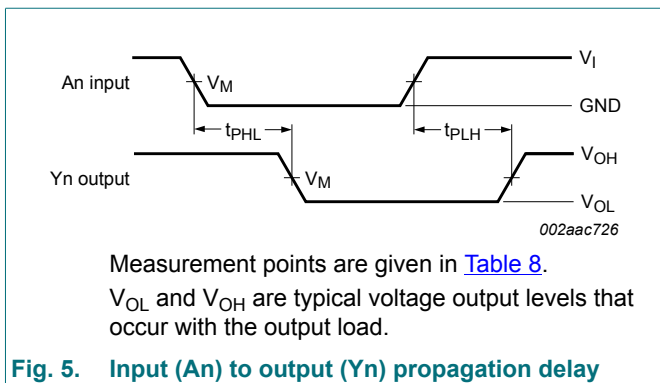 V_I
An input
V_M
GND
t_PHL
t_PLH
V_OH
Yn output
V_M
V_OL
002aac726
Measurement points are given in Table 8.
V_OL and V_OH are typical voltage output levels that
occur with the output load.
Fig. 5. Input (An) to output (Yn) propagation delay